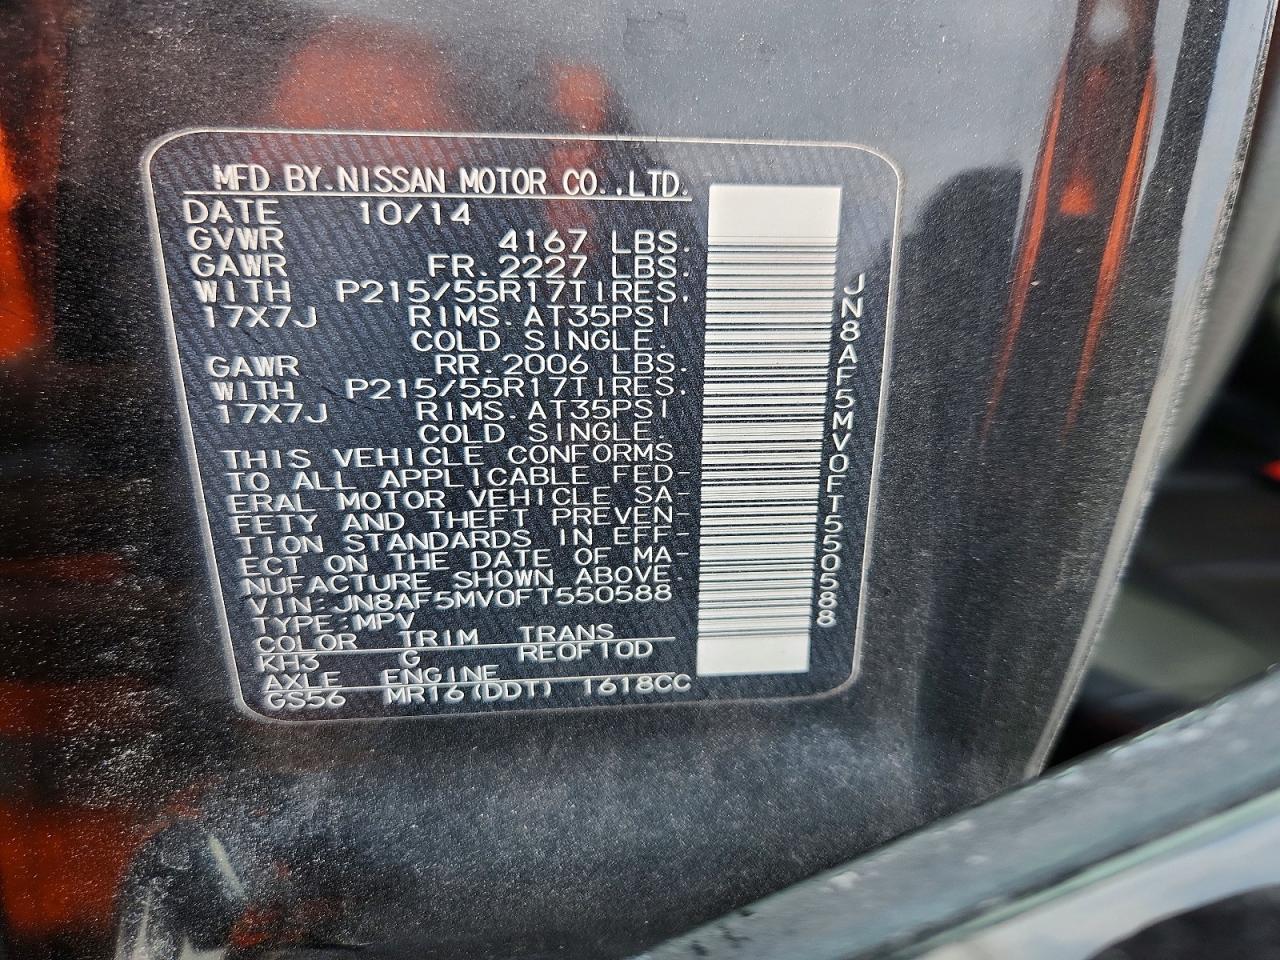 MFD BY.NISSAN MOTOR CO.,LTD.
DATE 10/14
GVWR 4167 LBS.
GAWR FR.2227 LBS.
WITH P215/55R17TIRES.
17X7J RIMS.AT35PSI
COLD SINGLE.
GAWR RR.2006 LBS.
WITH P215/55R17TIRES.
17X7J RIMS.AT35PSI
COLD SINGLE
THIS VEHICLE CONFORMS
TO ALL APPLICABLE FED-
ERAL MOTOR VEHICLE SA-
FETY AND THEFT PREVEN-
TION STANDARDS IN EFF-
ECT ON THE DATE OF MA-
NUFACTURE SHOWN ABOVE.
VIN:JN8AF5MV0FT550588
TYPE:MPV
COLOR TRIM TRANS
KH3 G RE0F10D
AXLE ENGINE
GS56 MR16(DDT) 1618CC
JN8AF5MV0FT550588